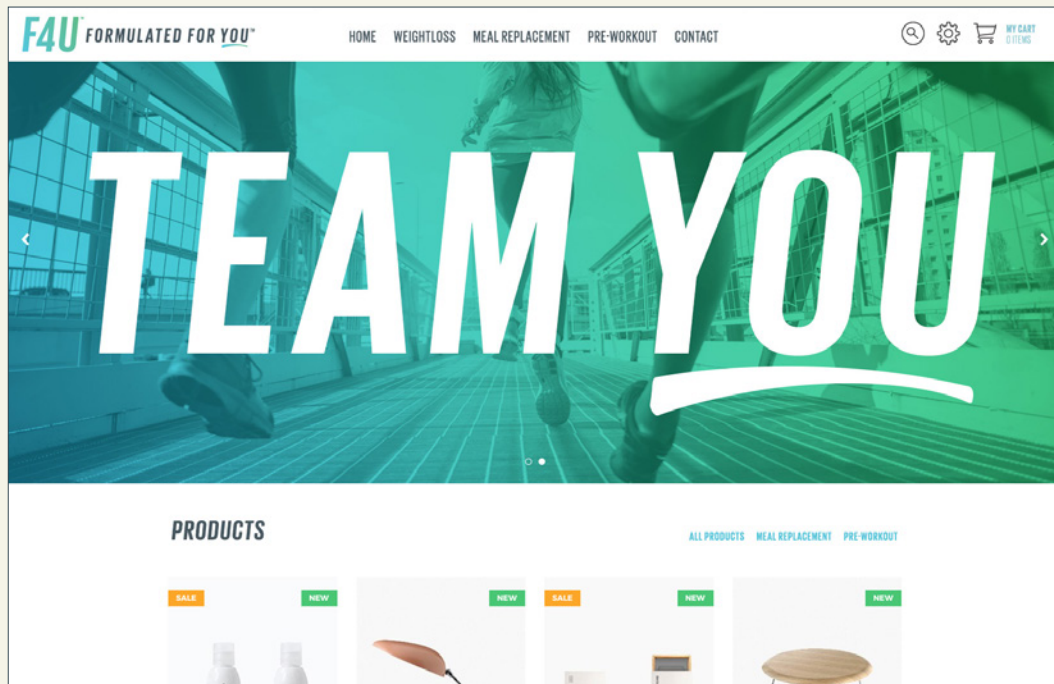 F4U™ FORMULATED FOR YOU™
HOME WEIGHTLOSS MEAL REPLACEMENT PRE-WORKOUT CONTACT
MY CART
0 ITEMS
TEAM YOU
PRODUCTS
ALL PRODUCTS MEAL REPLACEMENT PRE-WORKOUT
SALE NEW NEW SALE NEW NEW